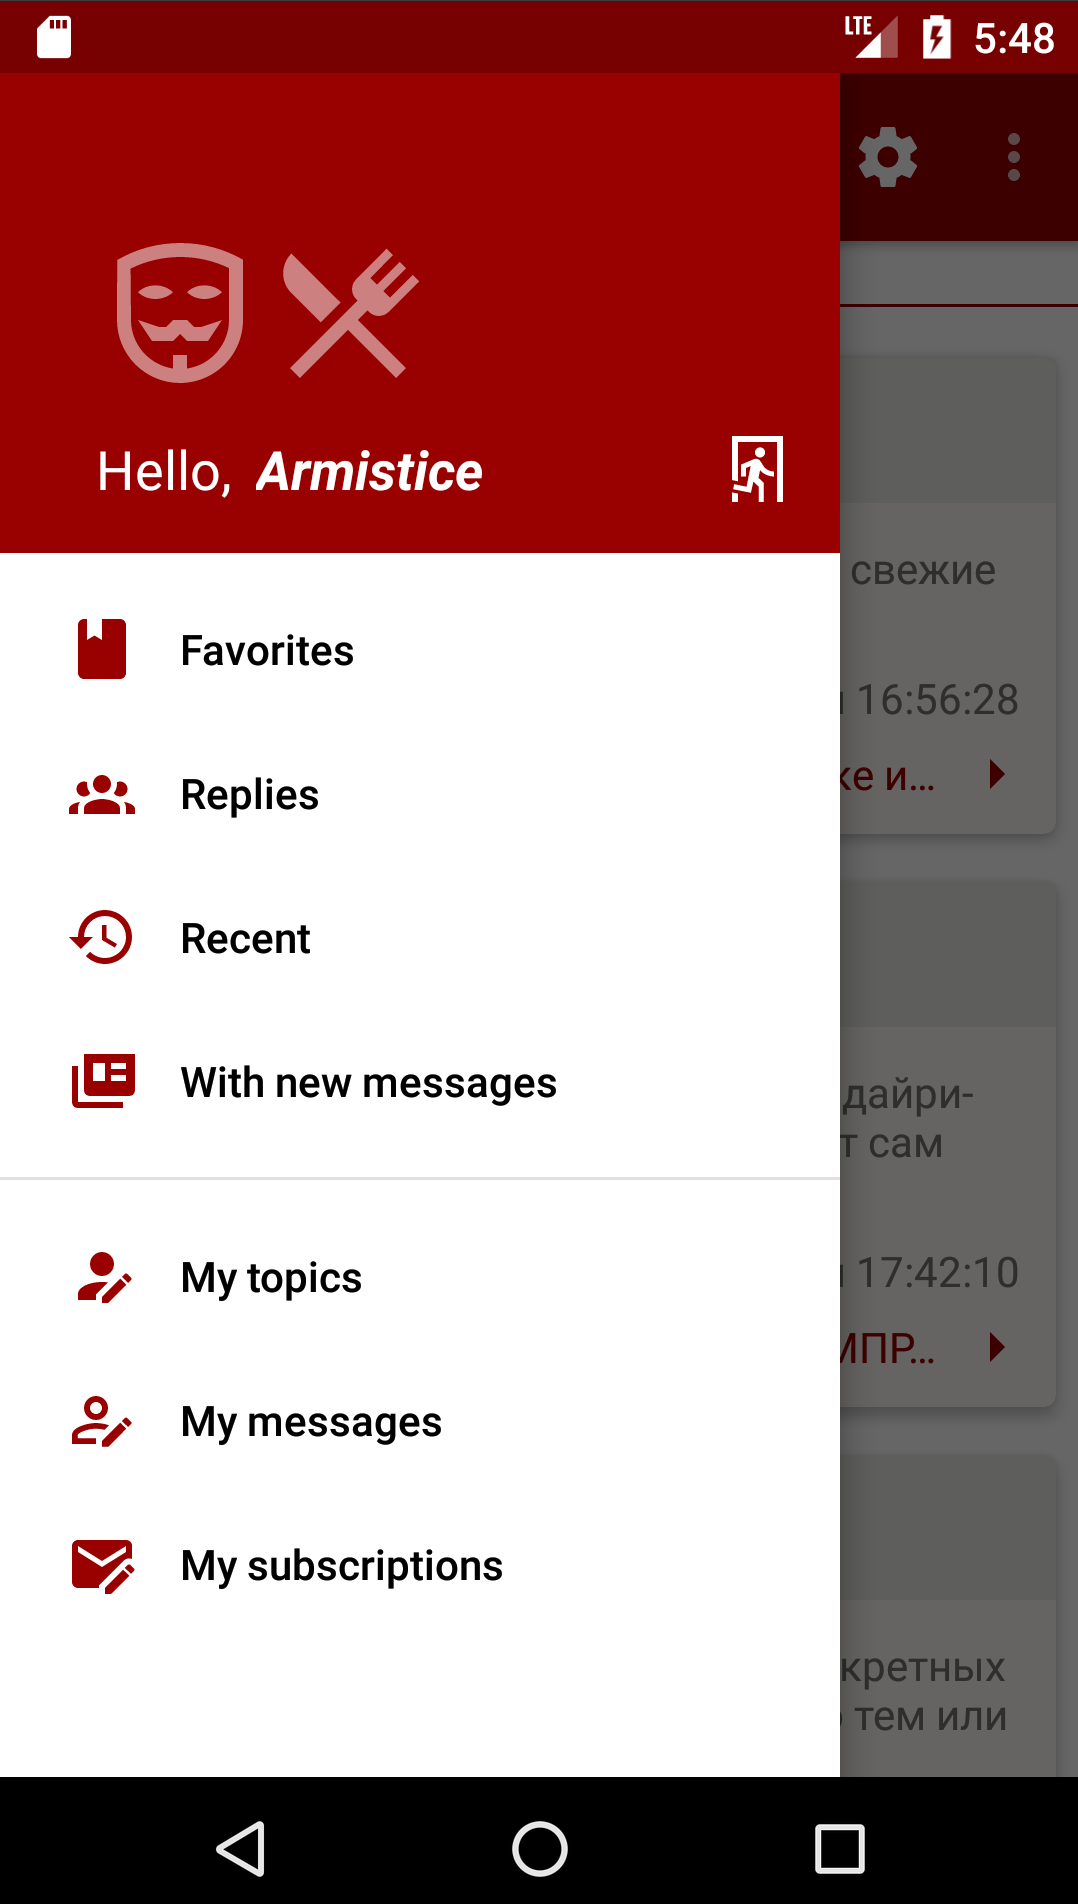 LTE 5:48
Hello, Armistice
Favorites
свежие
16:56:28
Replies
ке и...
Recent
With new messages
дайри-
т сам
My topics
17:42:10
МПР...
My messages
My subscriptions
кретных
тем или